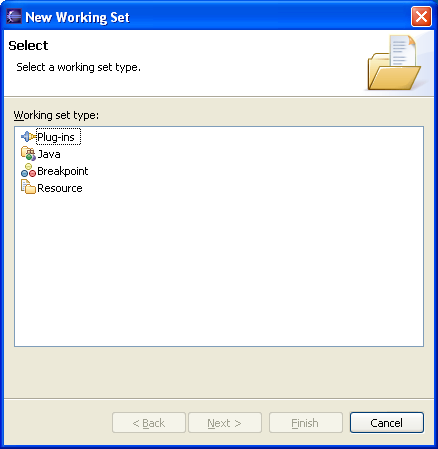 New Working Set
Select
Select a working set type.
Working set type:
Plug-ins
Java
Breakpoint
Resource
< Back
Next >
Finish
Cancel